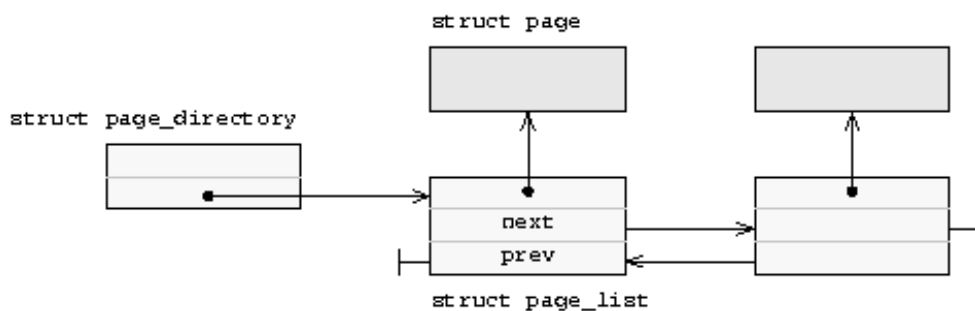 struct page
struct page_directory
next
prev
struct page_list